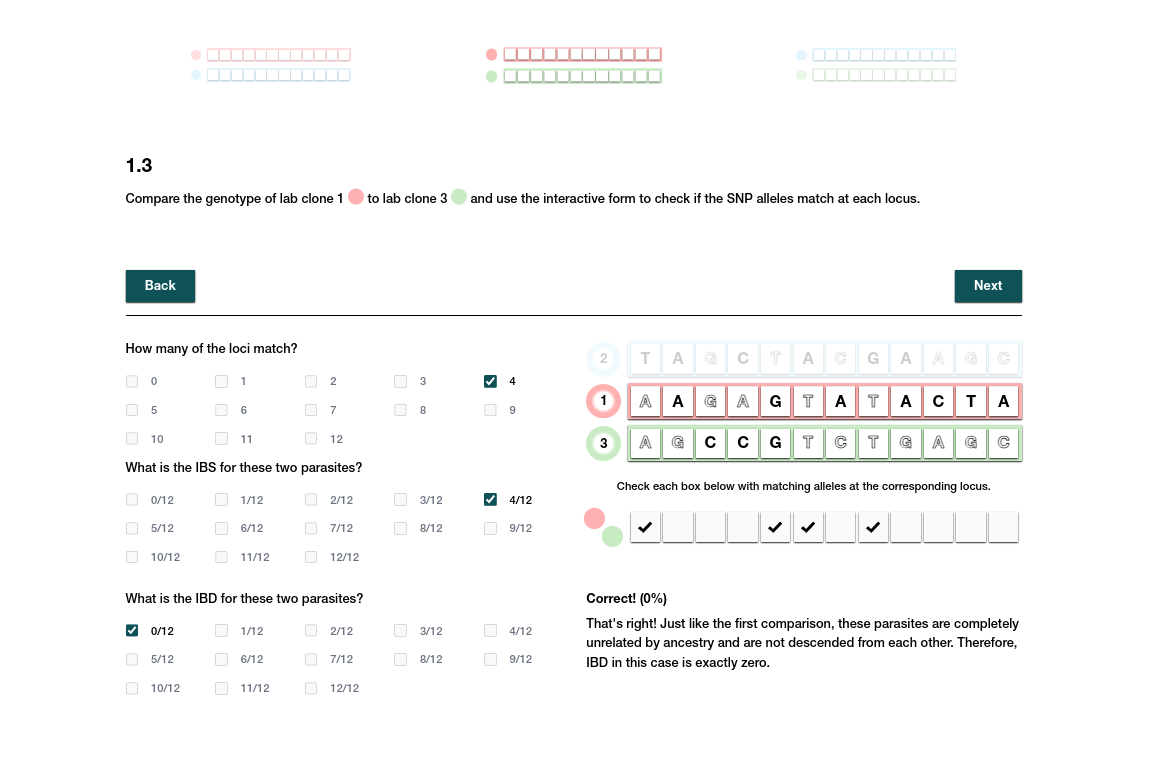 1.3
Compare the genotype of lab clone 1 to lab clone 3 and use the interactive form to check if the SNP alleles match at each locus.
Back
Next
How many of the loci match?
0 1 2 3 4
5 6 7 8 9
10 11 12
What is the IBS for these two parasites?
0/12 1/12 2/12 3/12 4/12
5/12 6/12 7/12 8/12 9/12
10/12 11/12 12/12
What is the IBD for these two parasites?
0/12 1/12 2/12 3/12 4/12
5/12 6/12 7/12 8/12 9/12
10/12 11/12 12/12
2 T A G C T A C G A A G C
1 A A G A G T A T A C T A
3 A G C C G T C T G A G C
Check each box below with matching alleles at the corresponding locus.
Correct! (0%)
That's right! Just like the first comparison, these parasites are completely
unrelated by ancestry and are not descended from each other. Therefore,
IBD in this case is exactly zero.